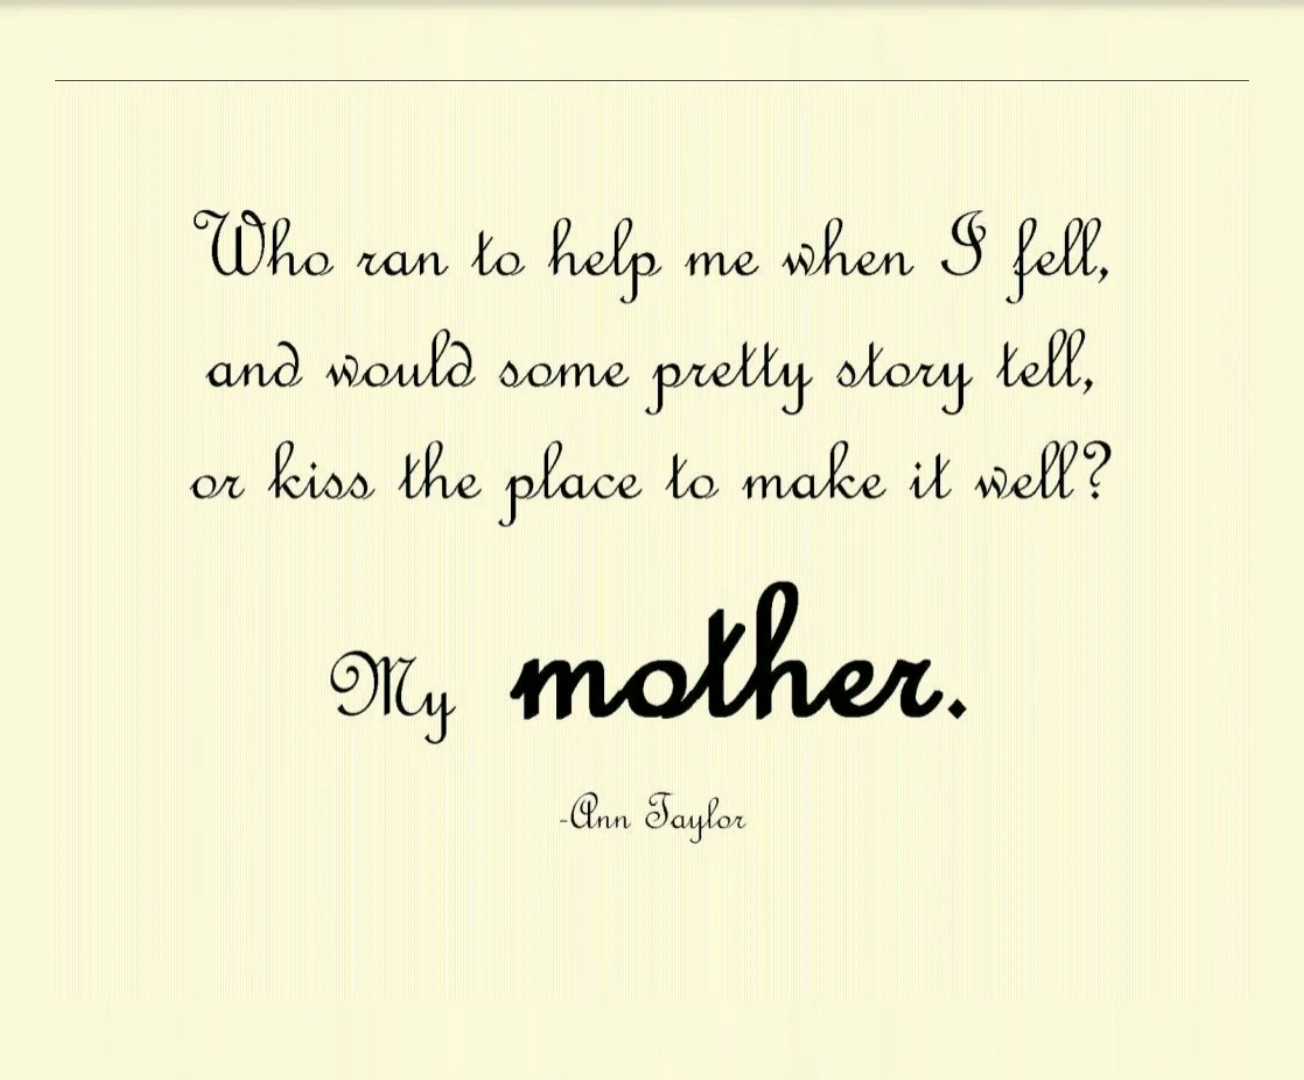 Who ran to help me when I fell,
and would some pretty story tell,
or kiss the place to make it well?
My mother.
-Ann Taylor